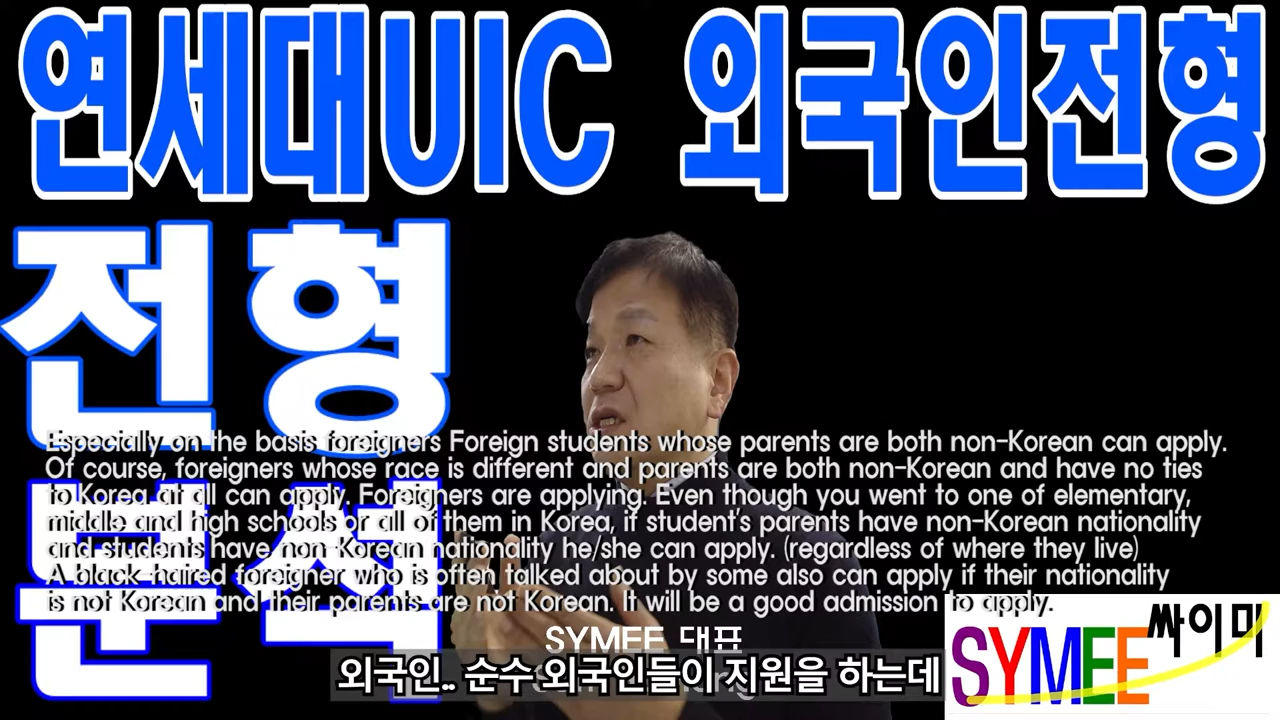 연세대UIC 외국인전형
전형
분석
Especially on the basis foreigners Foreign students whose parents are both non-Korean can apply.
Of course, foreigners whose race is different and parents are both non-Korean and have no ties
to Korea at all can apply. Foreigners are applying. Even though you went to one of elementary,
middle and high schools or all of them in Korea, if student's parents have non-Korean nationality
and students have non-Korean nationality he/she can apply. (regardless of where they live)
A black-haired foreigner who is often talked about by some also can apply if their nationality
is not Korean and their parents are not Korean. It will be a good admission to apply.
SYMEE 대표
외국인.. 순수 외국인들이 지원을 하는데
SYMEE 싸이미